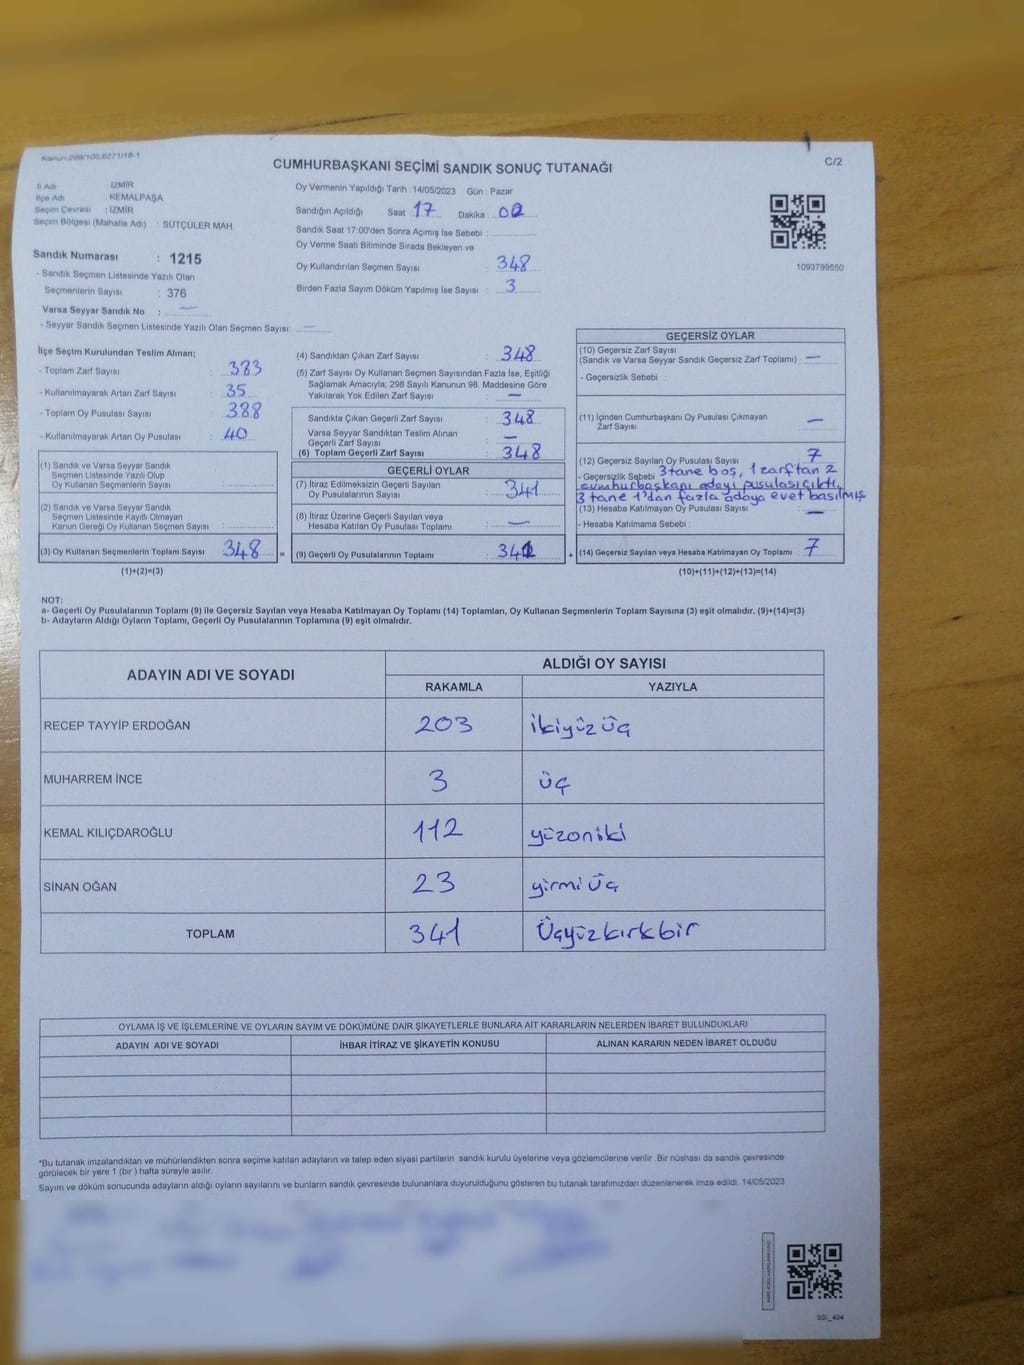 Kanun:298/105,6271/18-1
CUMHURBAŞKANI SEÇİMİ SANDIK SONUÇ TUTANAĞI
C/2
İl Adı : İZMİR
İlçe Adı : KEMALPAŞA
Seçim Çevresi : İZMİR
Seçim Bölgesi (Mahalle Adı) : SÜTÇÜLER MAH.
Sandık Numarası : 1215
- Sandık Seçmen Listesinde Yazılı Olan
Seçmenlerin Sayısı : 376
Varsa Seyyar Sandık No : —
- Seyyar Sandık Seçmen Listesinde Yazılı Olan Seçmen Sayısı: —
Oy Vermenin Yapıldığı Tarih : 14/05/2023 Gün : Pazar
Sandığın Açıldığı Saat 17 Dakika : 02
Sandık Saat 17:00'den Sonra Açımış İse Sebebi :
Oy Verme Saati Bitiminde Sırada Bekleyen ve
Oy Kullandırılan Seçmen Sayısı : 348
Birden Fazla Sayım Döküm Yapılmış İse Sayısı : 3
1093799550
İlçe Seçim Kurulundan Teslim Alınan;
- Toplam Zarf Sayısı : 383
- Kullanılmayarak Artan Zarf Sayısı : 35
- Toplam Oy Pusulası Sayısı : 388
- Kullanılmayarak Artan Oy Pusulası : 40
(1) Sandık ve Varsa Seyyar Sandık
Seçmen Listesinde Yazılı Olup
Oy Kullanan Seçmenlerin Sayısı :
(2) Sandık ve Varsa Seyyar Sandık
Seçmen Listesinde Kayıtlı Olmayan
Kanun Gereği Oy Kullanan Seçmen Sayısı :
(3) Oy Kullanan Seçmenlerin Toplam Sayısı : 348 =
(1)+(2)=(3)
(4) Sandıktan Çıkan Zarf Sayısı : 348
(5) Zarf Sayısı Oy Kullanan Seçmen Sayısından Fazla İse, Eşitliği
Sağlamak Amacıyla; 298 Sayılı Kanunun 98. Maddesine Göre
Yakılarak Yok Edilen Zarf Sayısı : —
Sandıkta Çıkan Geçerli Zarf Sayısı : 348
Varsa Seyyar Sandıktan Teslim Alınan
Geçerli Zarf Sayısı : —
(6) Toplam Geçerli Zarf Sayısı : 348
GEÇERLİ OYLAR
(7) İtiraz Edilmeksizin Geçerli Sayılan
Oy Pusulalarının Sayısı : 341
(8) İtiraz Üzerine Geçerli Sayılan veya
Hesaba Katılan Oy Pusulası Toplamı : —
(9) Geçerli Oy Pusulalarının Toplamı : 341 +
GEÇERSİZ OYLAR
(10) Geçersiz Zarf Sayısı
(Sandık ve Varsa Seyyar Sandık Geçersiz Zarf Toplamı) : —
- Geçersizlik Sebebi :
(11) İçinden Cumhurbaşkanı Oy Pusulası Çıkmayan
Zarf Sayısı : —
(12) Geçersiz Sayılan Oy Pusulası Sayısı : 7
- Geçersizlik Sebebi 3 tane boş, 1 zarftan 2
cumhurbaşkanı adayı pusulası çıktı,
3 tane 1'dan fazla adaya evet basılmış
(13) Hesaba Katılmayan Oy Pusulası Sayısı : —
- Hesaba Katılmama Sebebi :
(14) Geçersiz Sayılan veya Hesaba Katılmayan Oy Toplamı : 7
(10)+(11)+(12)+(13)=(14)
NOT:
a- Geçerli Oy Pusulalarının Toplamı (9) ile Geçersiz Sayılan veya Hesaba Katılmayan Oy Toplamı (14) Toplamları, Oy Kullanan Seçmenlerin Toplam Sayısına (3) eşit olmalıdır. (9)+(14)=(3)
b- Adayların Aldığı Oyların Toplamı, Geçerli Oy Pusulalarının Toplamına (9) eşit olmalıdır.
ADAYIN ADI VE SOYADI
ALDIĞI OY SAYISI
RAKAMLA YAZIYLA
RECEP TAYYİP ERDOĞAN 203 ikiyüz üç
MUHARREM İNCE 3 üç
KEMAL KILIÇDAROĞLU 112 yüzoniki
SİNAN OĞAN 23 yirmi üç
TOPLAM 341 Üçyüzkırkbir
OYLAMA İŞ VE İŞLEMLERİNE VE OYLARIN SAYIM VE DÖKÜMÜNE DAİR ŞİKAYETLERLE BUNLARA AİT KARARLARIN NELERDEN İBARET BULUNDUKLARI
ADAYIN ADI VE SOYADI İHBAR İTİRAZ VE ŞİKAYETİN KONUSU ALINAN KARARIN NEDEN İBARET OLDUĞU
*Bu tutanak imzalandıktan ve mühürlendikten sonra seçime katılan adayların ve talep eden siyasi partilerin sandık kurulu üyelerine veya gözlemcilerine verilir .Bir nüshası da sandık çevresinde
görülecek bir yere 1 (bir ) hafta süreyle asılır.
Sayım ve döküm sonucunda adayların aldığı oyların sayılarını ve bunların sandık çevresinde bulunanlara duyurulduğunu gösteren bu tutanak tarafımızdan düzenlenerek imza edildi. 14/05/2023